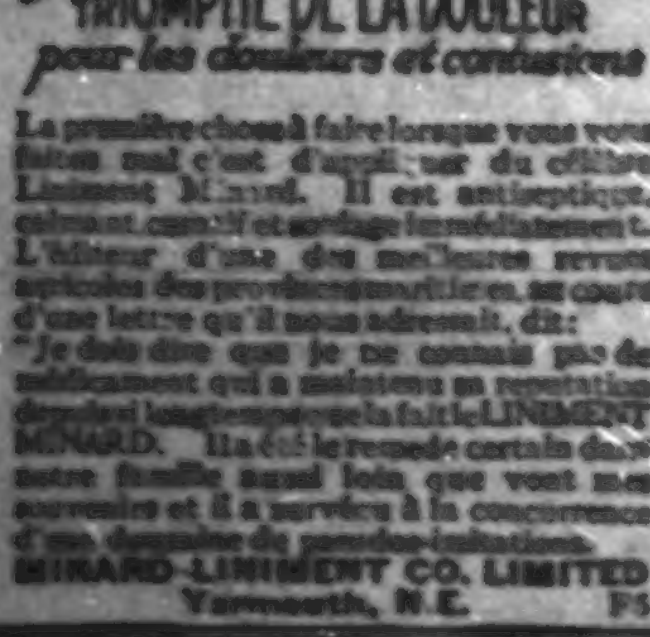 TRIOMPHE DE LA DOULEUR
pour les douleurs et contusions
La première chose à faire lorsque vous vous
faites mal c'est d'appliquer du célèbre
Liniment Minard. Il est antiseptique,
calmant, et soulage immédiatement.
L'éditeur d'une des meilleures revues
agricoles des provinces maritimes, au cours
d'une lettre qu'il nous adressait, dit:
"Je dois dire que je ne connais pas de
médicament qui a maintenu sa réputation
longtemps que la fait le LINIMENT
MINARD. Il a été le remede certain dans
notre famille aussi loin que vont mes
souvenirs et il a survécu à la concurrence
d'une douzaine de pseudos-imitations.
MINARD LINIMENT CO. LIMITED
Yarmouth, N.E. F5